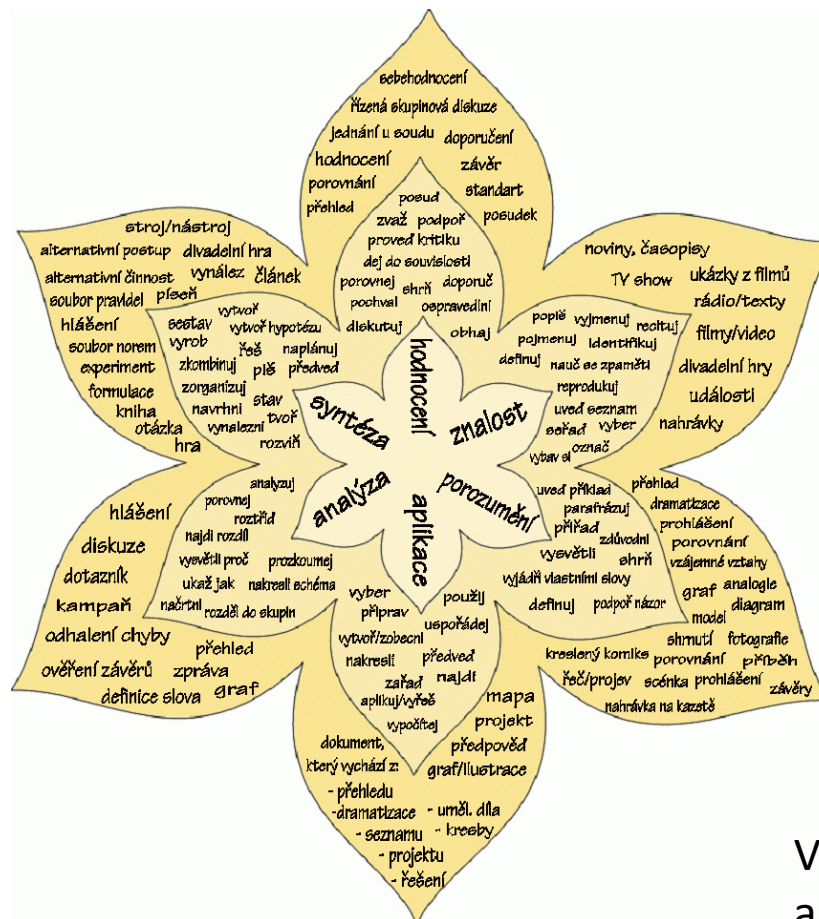 sebehodnocení
řízená skupinová diskuze
jednání u soudu
doporučení
hodnocení
závěr
porovnání
standart
přehled
posudek
posuď
zvaž podpoř
proveď kritiku
dej do souvislosti
porovnej
shrň
doporuč
pochval
ospravedlni
diskutuj
obhaj
hodnocení
noviny, časopisy
TV show
ukázky z filmů
rádio/texty
filmy/video
divadelní hry
události
nahrávky
popiš
vyjmenuj
recituj
pojmenuj
identifikuj
definuj
nauč se zpaměti
reprodukuj
uveď seznam
seřaď
vyber
označ
vybav si
znalost
přehled
dramatizace
prohlášení
porovnání
vzájemné vztahy
graf
analogie
model
diagram
shrnutí
fotografie
kreslený komiks
porovnání
příběh
řeč/projev
scénka
prohlášení
závěry
nahrávka na kazetě
uveď příklad
parafrázuj
přiřaď
zdůvodni
vysvětli
shrň
vyjádři vlastními slovy
definuj
podpoř názor
porozumění
vyber
použij
připrav
uspořádej
vytvoř/zobecni
nakresli
předveď
zařaď
najdi
aplikuj/vyřeš
vypočítej
aplikace
mapa
projekt
předpověď
graf/ilustrace
dokument,
který vychází z:
- přehledu
-dramatizace
- uměl. díla
- seznamu
- kresby
- projektu
- řešení
hlášení
diskuze
dotazník
kampaň
odhalení chyby
přehled
ověření závěrů
zpráva
definice slova
graf
analyzuj
porovnej
roztřiď
najdi rozdíl
vysvětli proč
prozkoumej
ukaž jak
nakresli schéma
načrtni
rozděl do skupin
analýza
stroj/nástroj
alternativní postup
divadelní hra
alternativní činnost
vynález
článek
soubor pravidel
píseň
hlášení
soubor norem
experiment
formulace
kniha
otázka
hra
vytvoř
sestav
vytvoř hypotézu
vyrob
řeš
naplánuj
zkombinuj
piš
předveď
zorganizuj
stav
navrhni
tvoř
vynalezni
rozviň
syntéza
V
a